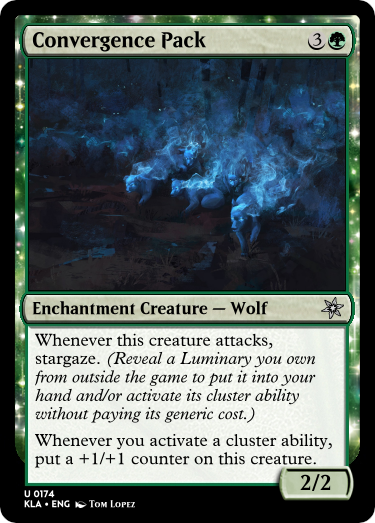 Convergence Pack
3
Enchantment Creature — Wolf
Whenever this creature attacks,
stargaze. (Reveal a Luminary you own
from outside the game to put it into your
hand and/or activate its cluster ability
without paying its generic cost.)
Whenever you activate a cluster ability,
put a +1/+1 counter on this creature.
2/2
U 0174
KLA • ENG Tom Lopez